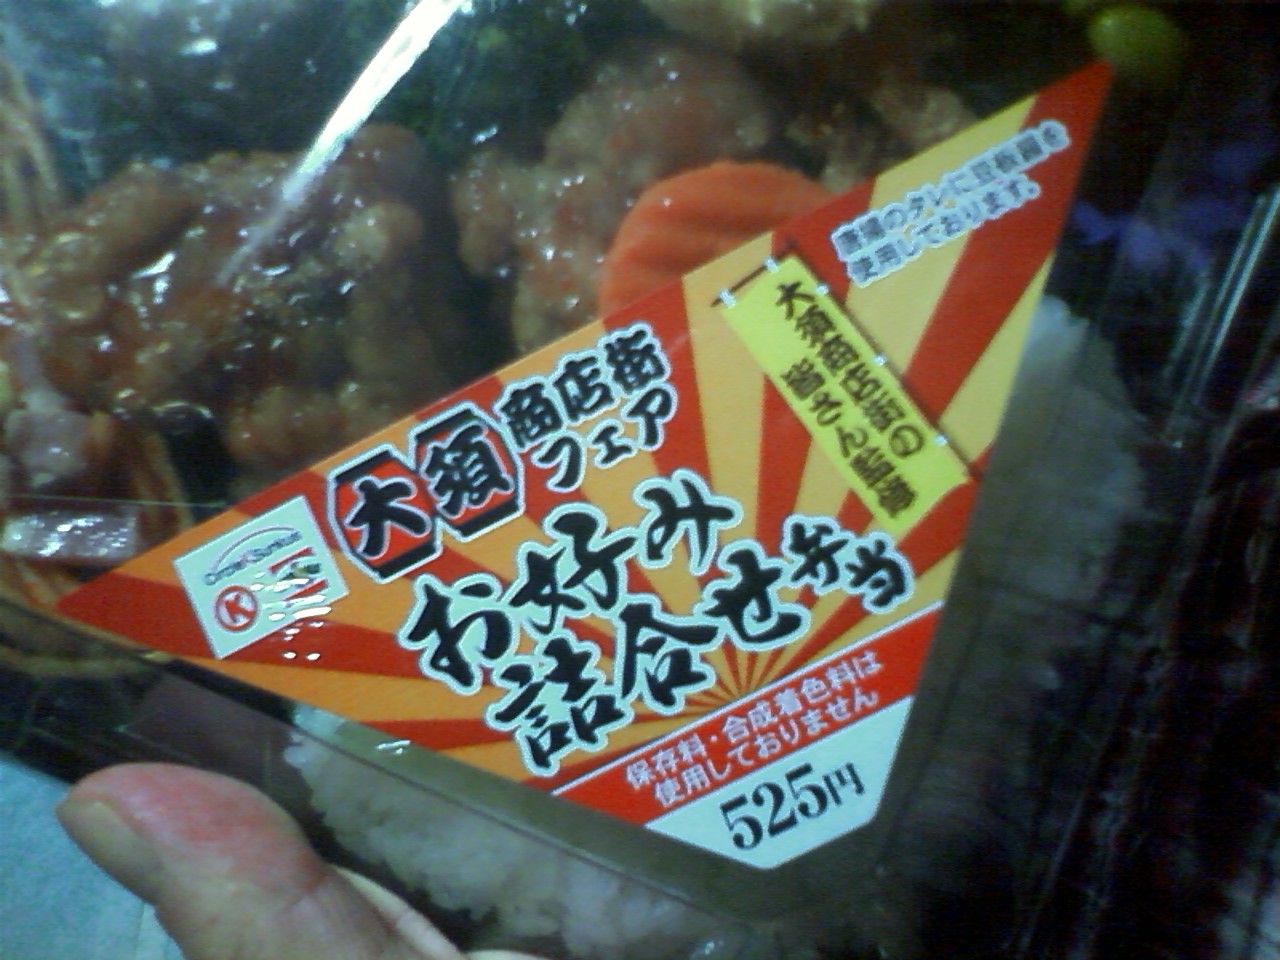 唐揚のタレに豆板醤を
使用しております。
大須商店街の
皆さん監修
大須
商店街
フェア
Circle K Sunkus
K
お好み
詰合せ弁当
保存料・合成着色料は
使用しておりません
525円